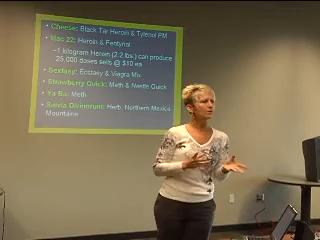 Cheese: Black Tar Heroin & Tylenol PM
Mac 22: Heroin & Fentynal
~1 kilogram Heroin (2.2 lbs.) can produce
25,000 doses sells @ $10 ea
Sextasy: Ecstasy & Viagra Mix
Strawberry Quick: Meth & Nestle Quick
Ya Ba: Meth
Salvia Divinorum: Herb, Northern Mexico
Mountains